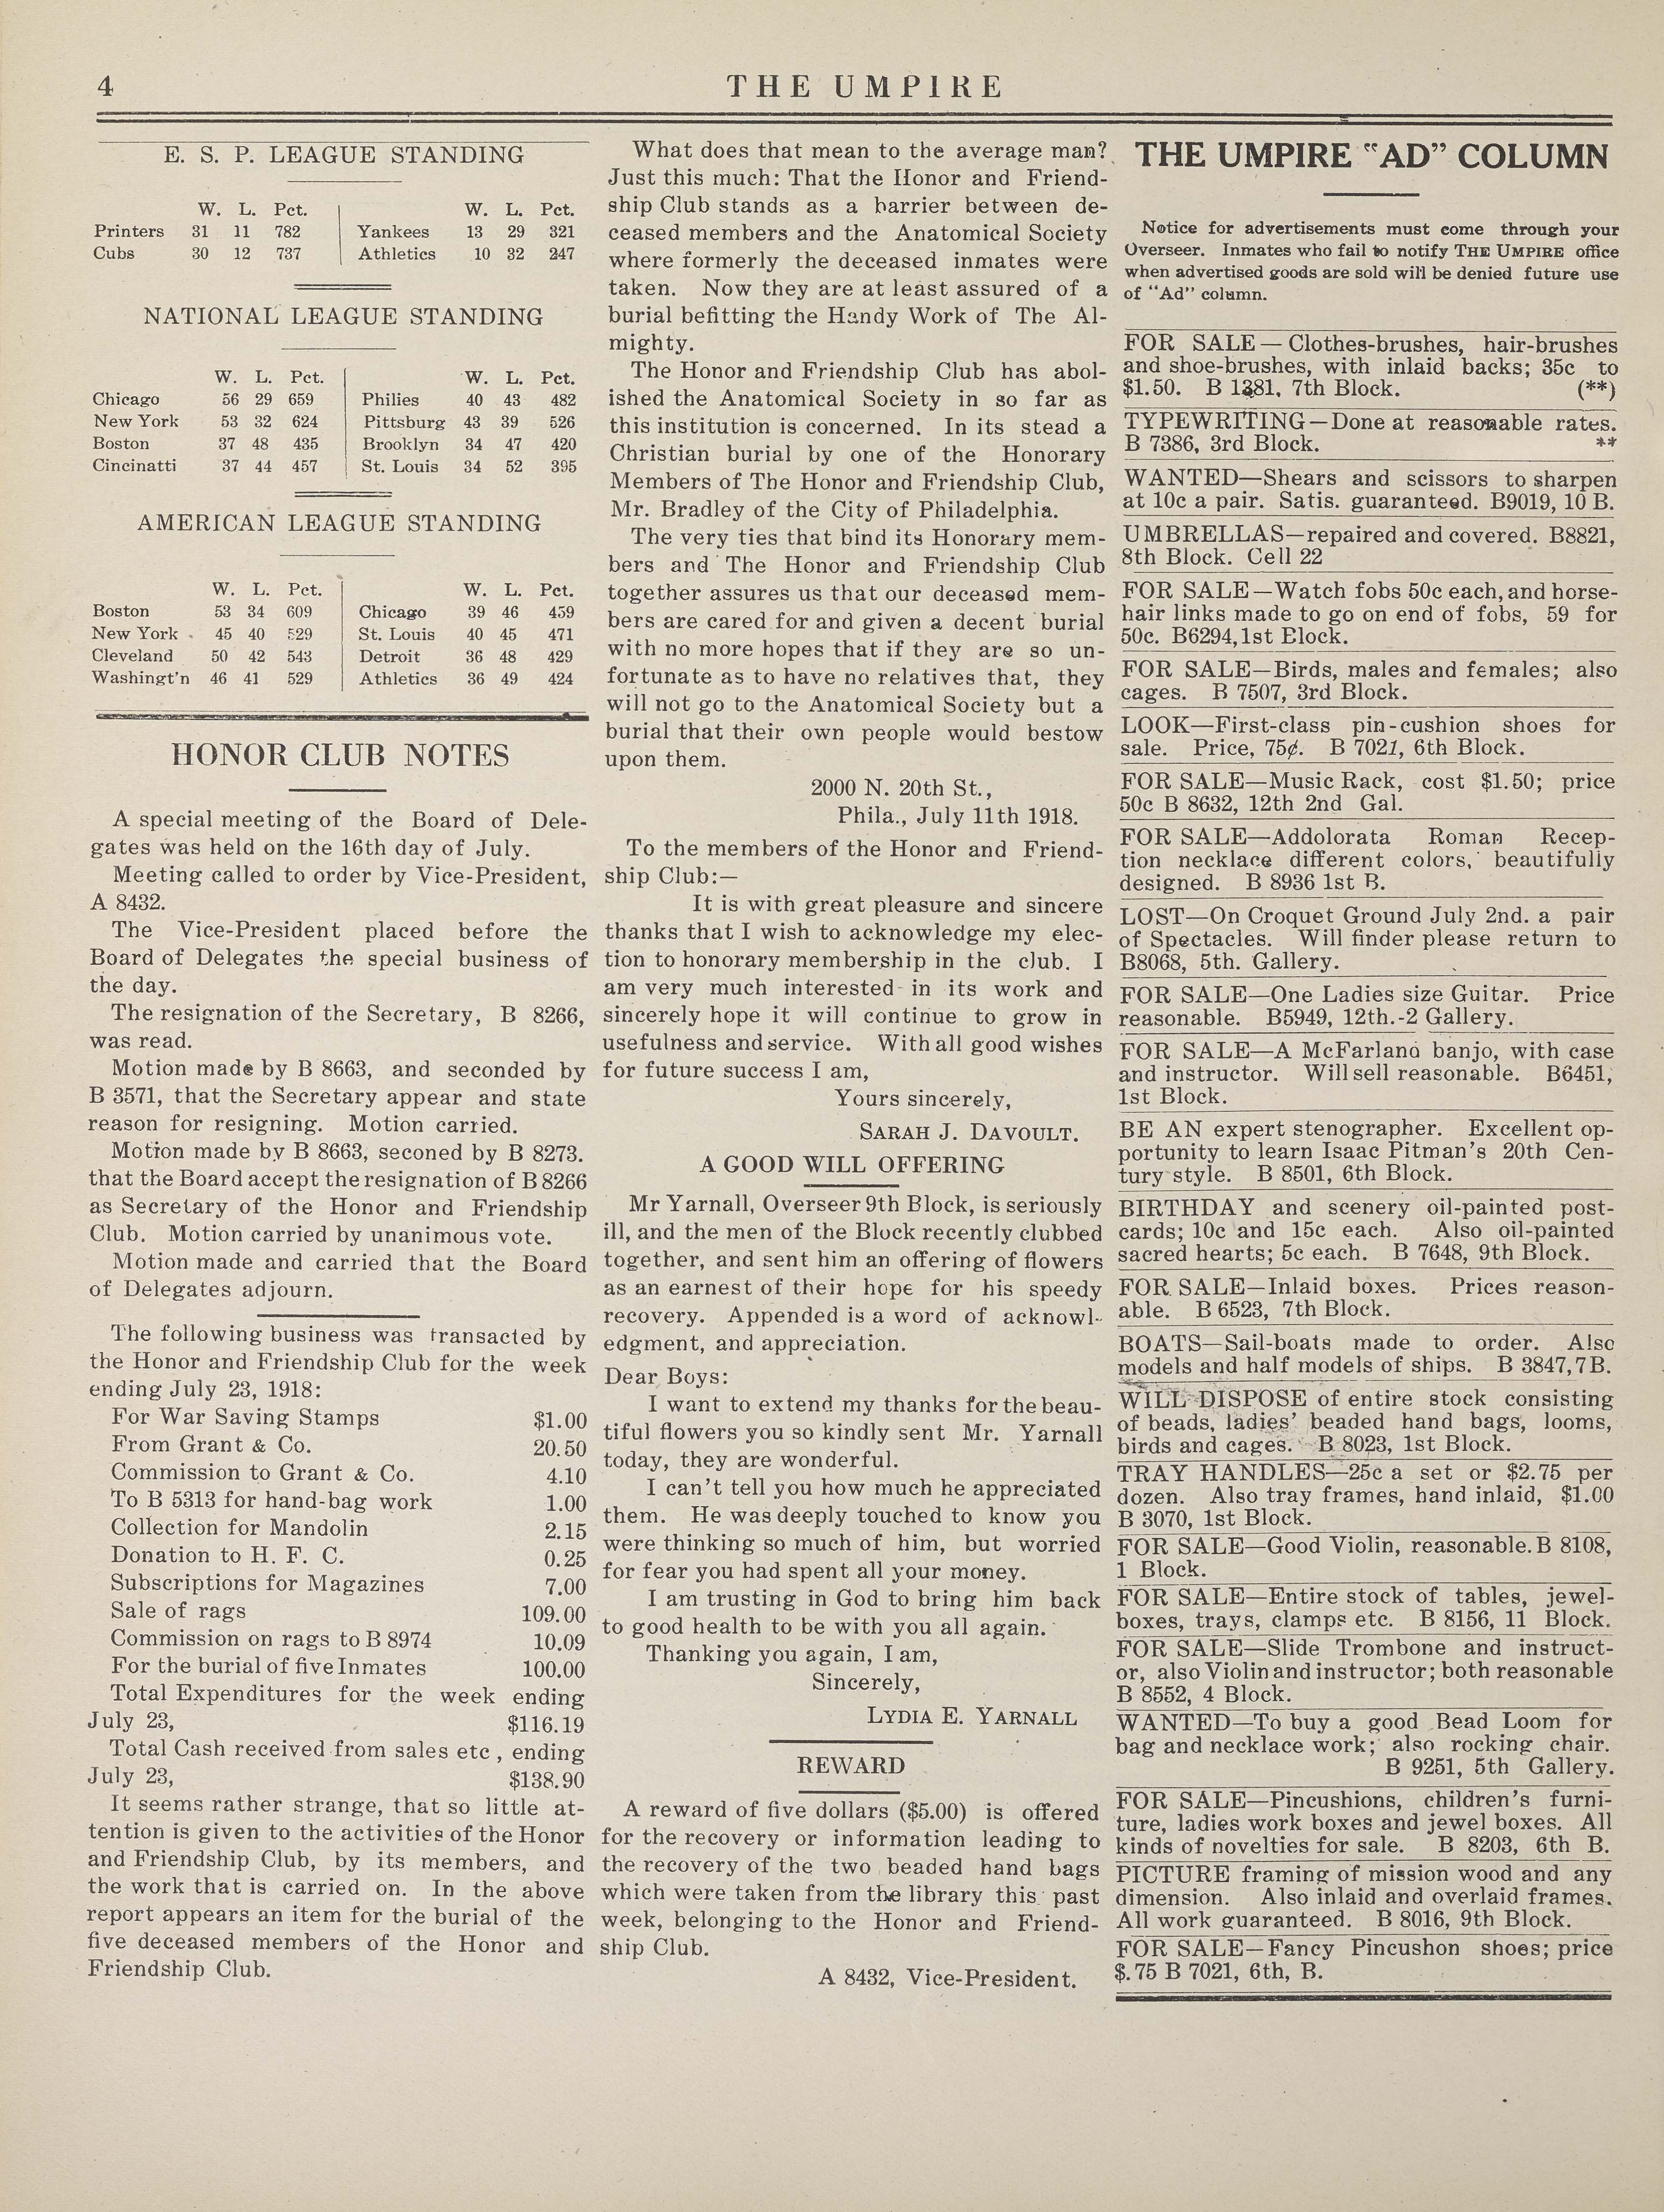 4
THE UMPIRE
E. S. P. LEAGUE STANDING
W. L. Pct. W. L. Pct.
Printers 31 11 782 Yankees 13 29 321
Cubs 30 12 737 Athletics 10 32 247
NATIONAL LEAGUE STANDING
W. L. Pct. W. L. Pct.
Chicago 56 29 659 Philies 40 43 482
New York 53 32 624 Pittsburg 43 39 526
Boston 37 48 435 Brooklyn 34 47 420
Cincinatti 37 44 457 St. Louis 34 52 395
AMERICAN LEAGUE STANDING
W. L. Pct. W. L. Pct.
Boston 53 34 609 Chicago 39 46 459
New York 45 40 529 St. Louis 40 45 471
Cleveland 50 42 543 Detroit 36 48 429
Washingt'n 46 41 529 Athletics 36 49 424
HONOR CLUB NOTES
A special meeting of the Board of Dele-
gates was held on the 16th day of July.
Meeting called to order by Vice-President,
A 8432.
The Vice-President placed before the
Board of Delegates the special business of
the day.
The resignation of the Secretary, B 8266,
was read.
Motion made by B 8663, and seconded by
B 3571, that the Secretary appear and state
reason for resigning. Motion carried.
Motion made by B 8663, seconed by B 8273.
that the Board accept the resignation of B 8266
as Secretary of the Honor and Friendship
Club. Motion carried by unanimous vote.
Motion made and carried that the Board
of Delegates adjourn.
The following business was transacted by
the Honor and Friendship Club for the week
ending July 23, 1918:
For War Saving Stamps $1.00
From Grant & Co. 20.50
Commission to Grant & Co. 4.10
To B 5313 for hand-bag work 1.00
Collection for Mandolin 2.15
Donation to H. F. C. 0.25
Subscriptions for Magazines 7.00
Sale of rags 109.00
Commission on rags to B 8974 10.09
For the burial of five Inmates 100.00
Total Expenditures for the week ending
July 23, $116.19
Total Cash received from sales etc , ending
July 23, $138.90
It seems rather strange, that so little at-
tention is given to the activities of the Honor
and Friendship Club, by its members, and
the work that is carried on. In the above
report appears an item for the burial of the
five deceased members of the Honor and
Friendship Club.
What does that mean to the average man?
Just this much: That the Honor and Friend-
ship Club stands as a barrier between de-
ceased members and the Anatomical Society
where formerly the deceased inmates were
taken. Now they are at least assured of a
burial befitting the Handy Work of The Al-
mighty.
The Honor and Friendship Club has abol-
ished the Anatomical Society in so far as
this institution is concerned. In its stead a
Christian burial by one of the Honorary
Members of The Honor and Friendship Club,
Mr. Bradley of the City of Philadelphia.
The very ties that bind its Honorary mem-
bers and The Honor and Friendship Club
together assures us that our deceased mem-
bers are cared for and given a decent burial
with no more hopes that if they are so un-
fortunate as to have no relatives that, they
will not go to the Anatomical Society but a
burial that their own people would bestow
upon them.
2000 N. 20th St.,
Phila., July 11th 1918.
To the members of the Honor and Friend-
ship Club:—
It is with great pleasure and sincere
thanks that I wish to acknowledge my elec-
tion to honorary membership in the club. I
am very much interested in its work and
sincerely hope it will continue to grow in
usefulness and service. With all good wishes
for future success I am,
Yours sincerely,
SARAH J. DAVOULT.
A GOOD WILL OFFERING
Mr Yarnall, Overseer 9th Block, is seriously
ill, and the men of the Block recently clubbed
together, and sent him an offering of flowers
as an earnest of their hope for his speedy
recovery. Appended is a word of acknowl-
edgment, and appreciation.
Dear Boys:
I want to extend my thanks for the beau-
tiful flowers you so kindly sent Mr. Yarnall
today, they are wonderful.
I can't tell you how much he appreciated
them. He was deeply touched to know you
were thinking so much of him, but worried
for fear you had spent all your money.
I am trusting in God to bring him back
to good health to be with you all again.
Thanking you again, I am,
Sincerely,
LYDIA E. YARNALL
REWARD
A reward of five dollars ($5.00) is offered
for the recovery or information leading to
the recovery of the two beaded hand bags
which were taken from the library this past
week, belonging to the Honor and Friend-
ship Club.
A 8432, Vice-President.
THE UMPIRE "AD" COLUMN
Notice for advertisements must come through your
Overseer. Inmates who fail to notify THE UMPIRE office
when advertised goods are sold will be denied future use
of "Ad" column.
FOR SALE — Clothes-brushes, hair-brushes
and shoe-brushes, with inlaid backs; 35c to
$1.50. B 1381, 7th Block. (**)
TYPEWRITING—Done at reasonable rates.
B 7386, 3rd Block. **
WANTED—Shears and scissors to sharpen
at 10c a pair. Satis. guaranteed. B9019, 10 B.
UMBRELLAS—repaired and covered. B8821,
8th Block. Cell 22
FOR SALE—Watch fobs 50c each, and horse-
hair links made to go on end of fobs, 59 for
50c. B6294, 1st Block.
FOR SALE—Birds, males and females; also
cages. B 7507, 3rd Block.
LOOK—First-class pin-cushion shoes for
sale. Price, 75¢. B 7021, 6th Block.
FOR SALE—Music Rack, cost $1.50; price
50c B 8632, 12th 2nd Gal.
FOR SALE—Addolorata Roman Recep-
tion necklace different colors, beautifully
designed. B 8936 1st B.
LOST—On Croquet Ground July 2nd. a pair
of Spectacles. Will finder please return to
B8068, 5th. Gallery.
FOR SALE—One Ladies size Guitar. Price
reasonable. B5949, 12th.-2 Gallery.
FOR SALE—A McFarland banjo, with case
and instructor. Will sell reasonable. B6451,
1st Block.
BE AN expert stenographer. Excellent op-
portunity to learn Isaac Pitman's 20th Cen-
tury style. B 8501, 6th Block.
BIRTHDAY and scenery oil-painted post-
cards; 10c and 15c each. Also oil-painted
sacred hearts; 5c each. B 7648, 9th Block.
FOR SALE—Inlaid boxes. Prices reason-
able. B 6523, 7th Block.
BOATS—Sail-boats made to order. Also
models and half models of ships. B 3847, 7 B.
WILL DISPOSE of entire stock consisting
of beads, ladies' beaded hand bags, looms,
birds and cages. B 8023, 1st Block.
TRAY HANDLES—25c a set or $2.75 per
dozen. Also tray frames, hand inlaid, $1.00
B 3070, 1st Block.
FOR SALE—Good Violin, reasonable. B 8108,
1 Block.
FOR SALE—Entire stock of tables, jewel-
boxes, trays, clamps etc. B 8156, 11 Block.
FOR SALE—Slide Trombone and instruct-
or, also Violin and instructor; both reasonable
B 8552, 4 Block.
WANTED—To buy a good Bead Loom for
bag and necklace work; also rocking chair.
B 9251, 5th Gallery.
FOR SALE—Pincushions, children's furni-
ture, ladies work boxes and jewel boxes. All
kinds of novelties for sale. B 8203, 6th B.
PICTURE framing of mission wood and any
dimension. Also inlaid and overlaid frames.
All work guaranteed. B 8016, 9th Block.
FOR SALE—Fancy Pincushon shoes; price
$.75 B 7021, 6th, B.